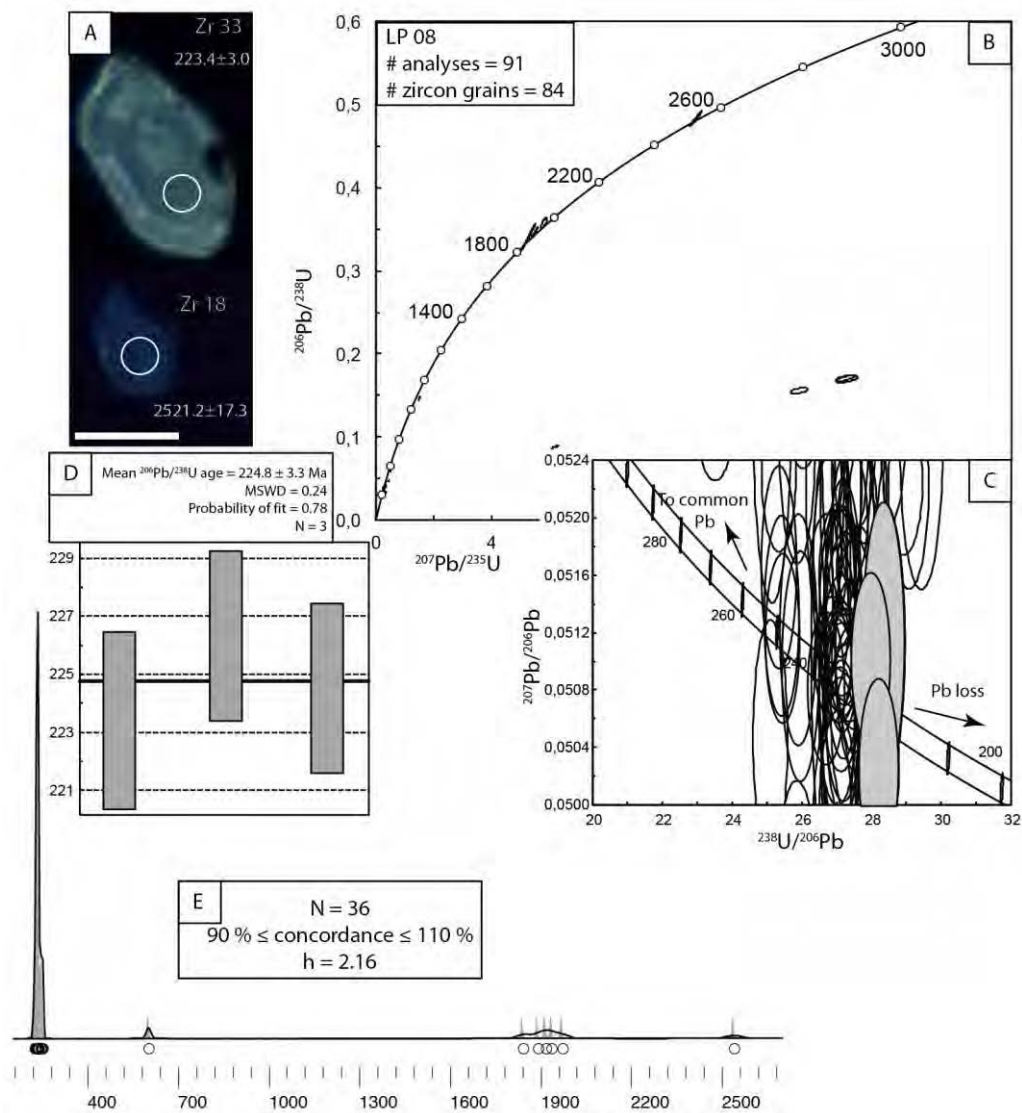 A
Zr 33
223.4±3.0
Zr 18
2521.2±17.3
B
LP 08
# analyses = 91
# zircon grains = 84
3000
2600
2200
1800
1400
0,6
0,5
0,4
0,3
0,2
0,1
0,0
0
4
206Pb/238U
207Pb/235U
C
To common
Pb
280
260
240
200
Pb loss
0,0524
0,0520
0,0516
0,0512
0,0508
0,0504
0,0500
20
22
24
26
28
30
32
207Pb/206Pb
238U/206Pb
D
Mean 206Pb/238U age = 224.8 ± 3.3 Ma
MSWD = 0.24
Probability of fit = 0.78
N = 3
229
227
225
223
221
E
N = 36
90 % ≤ concordance ≤ 110 %
h = 2.16
400
700
1000
1300
1600
1900
2200
2500